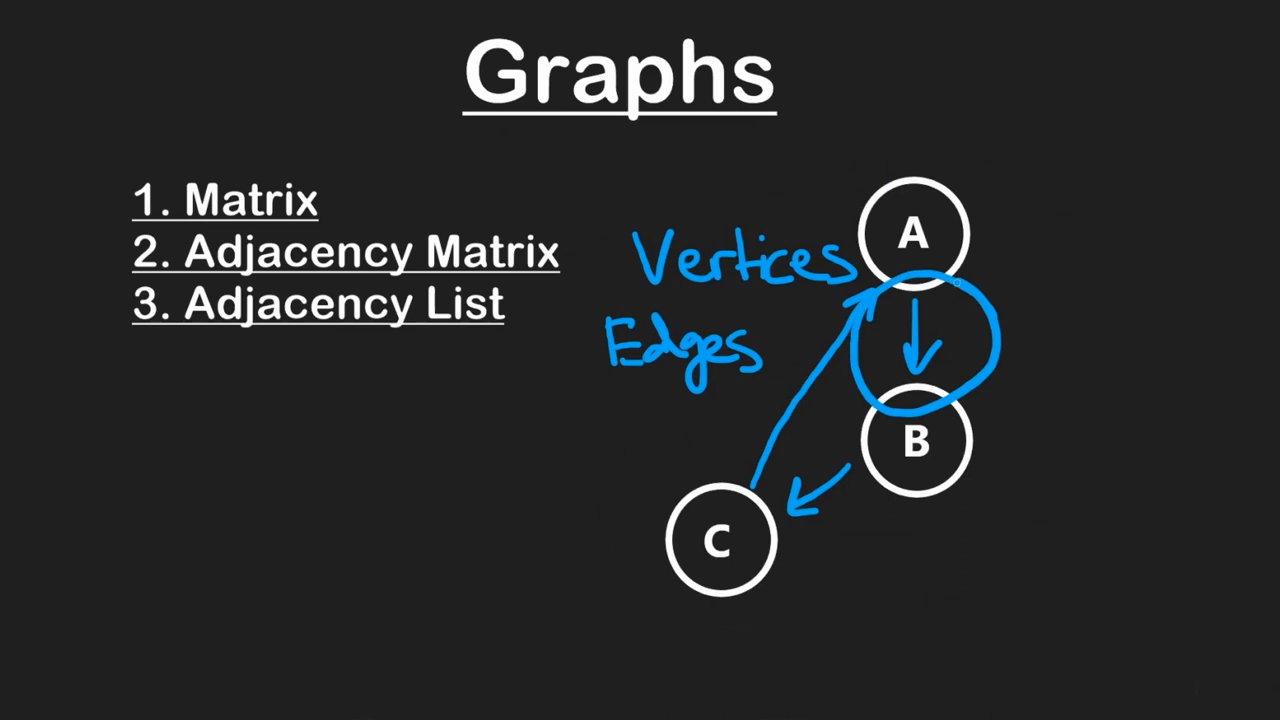 Graphs
1. Matrix
2. Adjacency Matrix
3. Adjacency List
Vertices
Edges
A
B
C